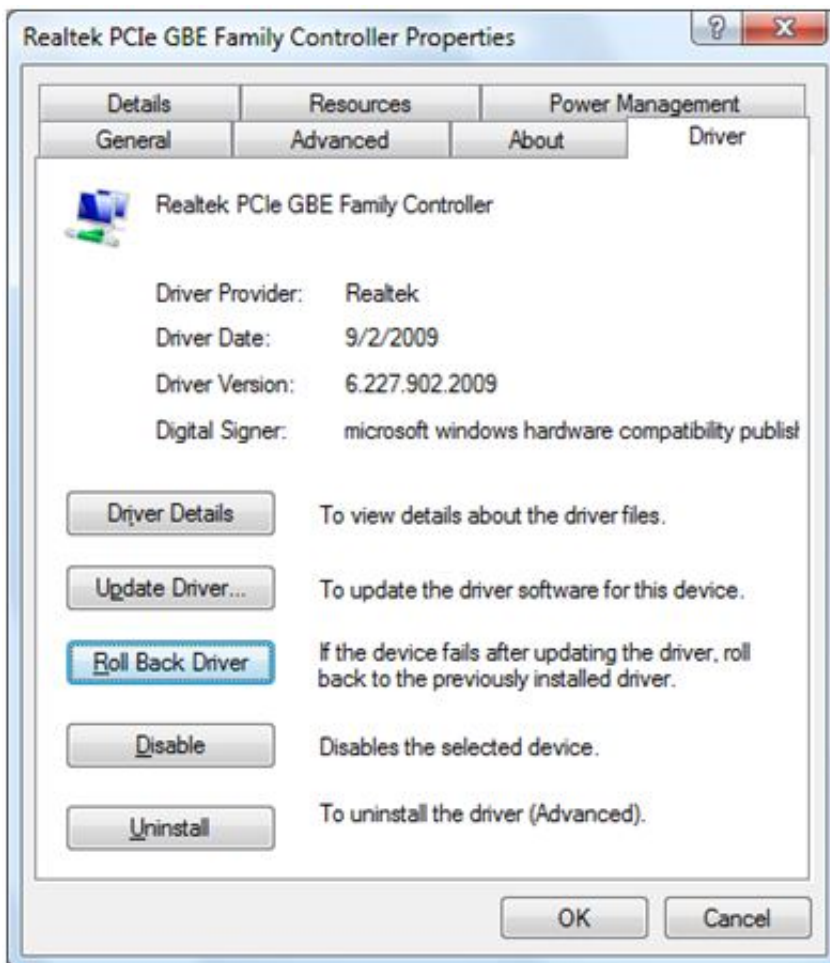 Realtek PCIe GBE Family Controller Properties
?
Details Resources Power Management
General Advanced About Driver
Realtek PCIe GBE Family Controller
Driver Provider: Realtek
Driver Date: 9/2/2009
Driver Version: 6.227.902.2009
Digital Signer: microsoft windows hardware compatibility publish
Driver Details To view details about the driver files.
Update Driver... To update the driver software for this device.
Roll Back Driver If the device fails after updating the driver, roll
back to the previously installed driver.
Disable Disables the selected device.
Uninstall To uninstall the driver (Advanced).
OK Cancel